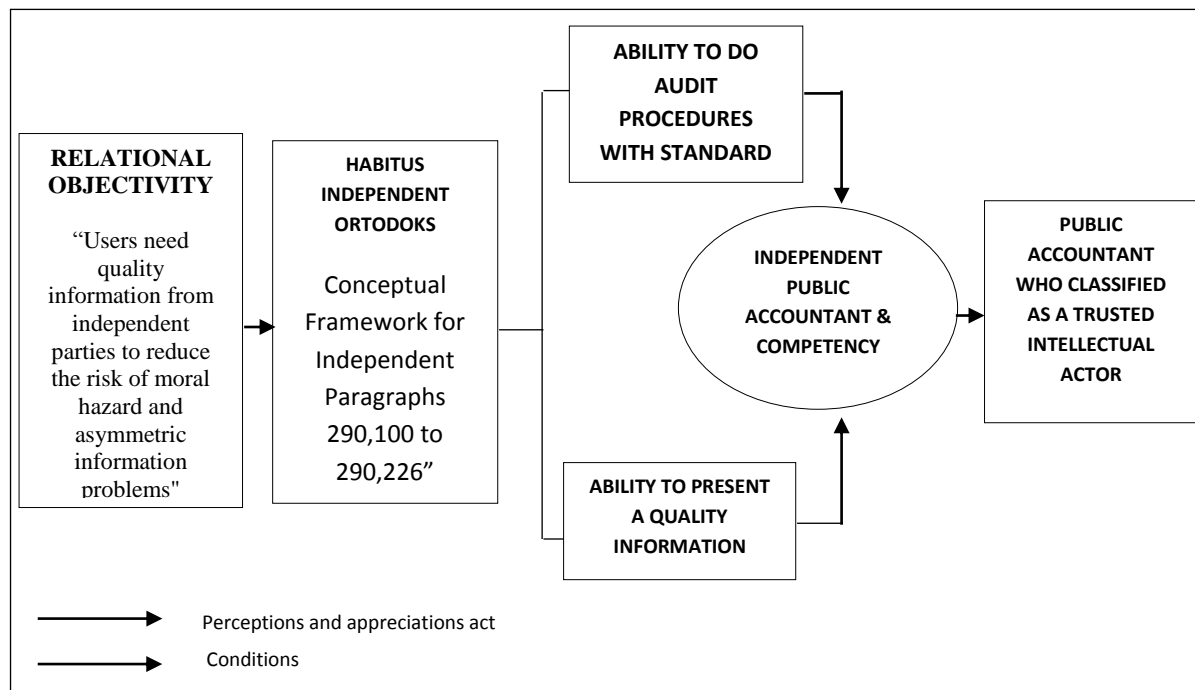 RELATIONAL
OBJECTIVITY
“Users need
quality
information from
independent
parties to reduce
the risk of moral
hazard and
asymmetric
information
problems"
HABITUS
INDEPENDENT
ORTODOKS
Conceptual
Framework for
Independent
Paragraphs
290,100 to
290,226”
ABILITY TO DO
AUDIT
PROCEDURES
WITH STANDARD
ABILITY TO PRESENT
A QUALITY
INFORMATION
INDEPENDENT
PUBLIC
ACCOUNTANT &
COMPETENCY
PUBLIC
ACCOUNTANT
WHO CLASSIFIED
AS A TRUSTED
INTELLECTUAL
ACTOR
Perceptions and appreciations act
Conditions